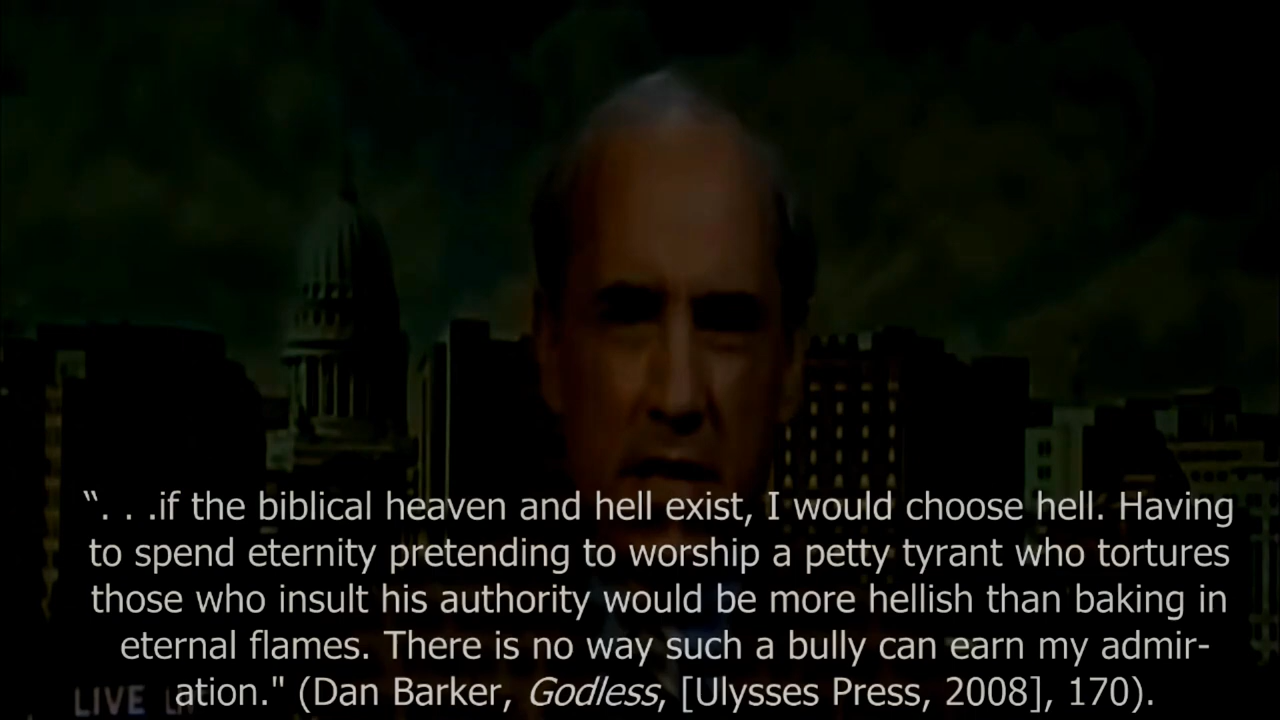 “. . .if the biblical heaven and hell exist, I would choose hell. Having
to spend eternity pretending to worship a petty tyrant who tortures
those who insult his authority would be more hellish than baking in
eternal flames. There is no way such a bully can earn my admir-
ation." (Dan Barker, Godless, [Ulysses Press, 2008], 170).
LIVE